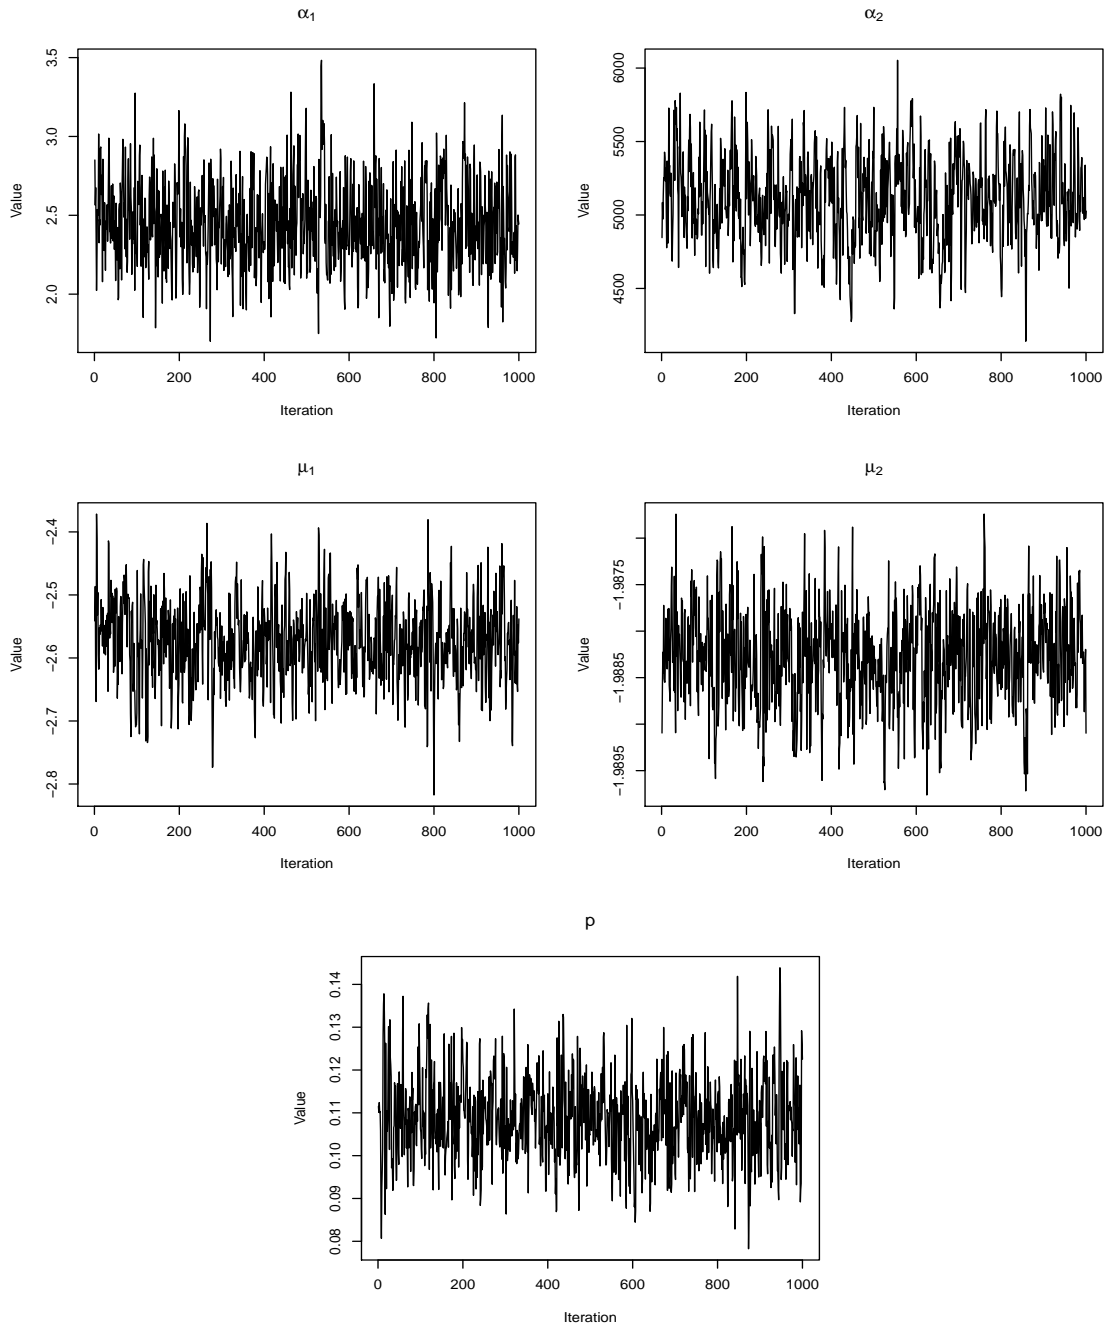 α1
Value
3.5
3.0
2.5
2.0
0 200 400 600 800 1000
Iteration
α2
Value
6000
5500
5000
4500
0 200 400 600 800 1000
Iteration
μ1
Value
−2.4
−2.5
−2.6
−2.7
−2.8
0 200 400 600 800 1000
Iteration
μ2
Value
−1.9875
−1.9885
−1.9895
0 200 400 600 800 1000
Iteration
p
Value
0.14
0.13
0.12
0.11
0.10
0.09
0.08
0 200 400 600 800 1000
Iteration